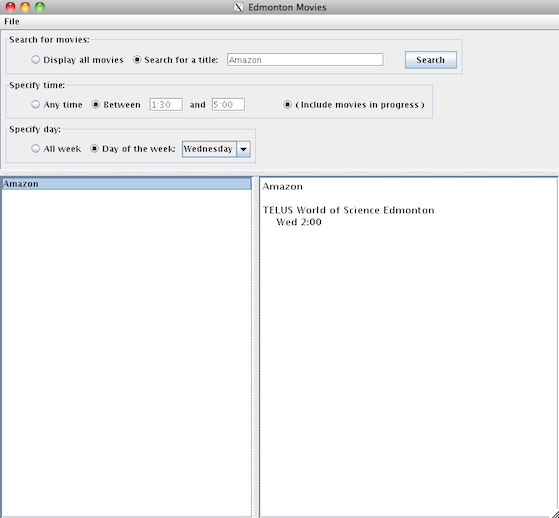 Edmonton Movies
File
Search for movies:
Display all movies Search for a title: Amazon Search
Specify time:
Any time Between 1:30 and 5:00 (Include movies in progress)
Specify day:
All week Day of the week: Wednesday
Amazon
Amazon
TELUS World of Science Edmonton
Wed 2:00